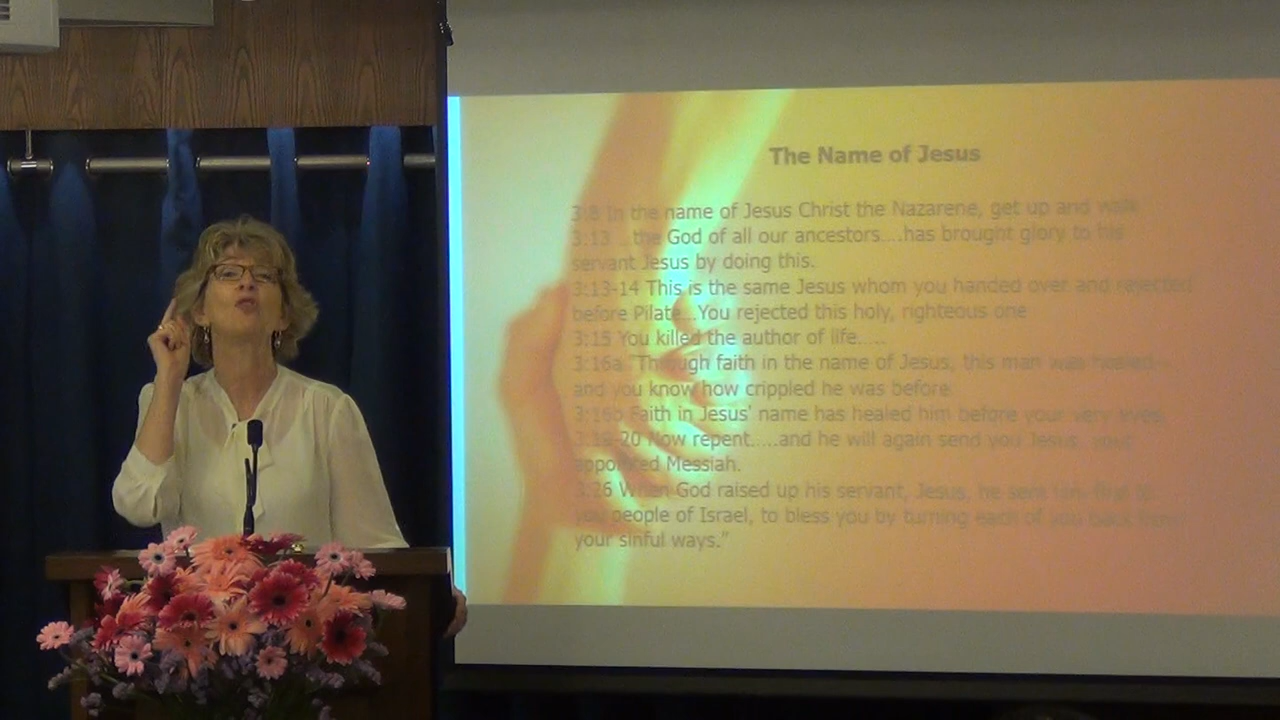 The Name of Jesus
3:8 In the name of Jesus Christ the Nazarene, get up and walk
3:13 ...the God of all our ancestors....has brought glory to his
servant Jesus by doing this.
3:13-14 This is the same Jesus whom you handed over and rejected
before Pilate...You rejected this holy, righteous one
3:15 You killed the author of life.....
3:16a "Through faith in the name of Jesus, this man was healed
and you know how crippled he was before
3:16b Faith in Jesus' name has healed him before your very eyes.
3:19-20 Now repent.....and he will again send you Jesus, your
appointed Messiah.
3:26 When God raised up his servant, Jesus, he sent him first to
you people of Israel, to bless you by turning each of you back from
your sinful ways."